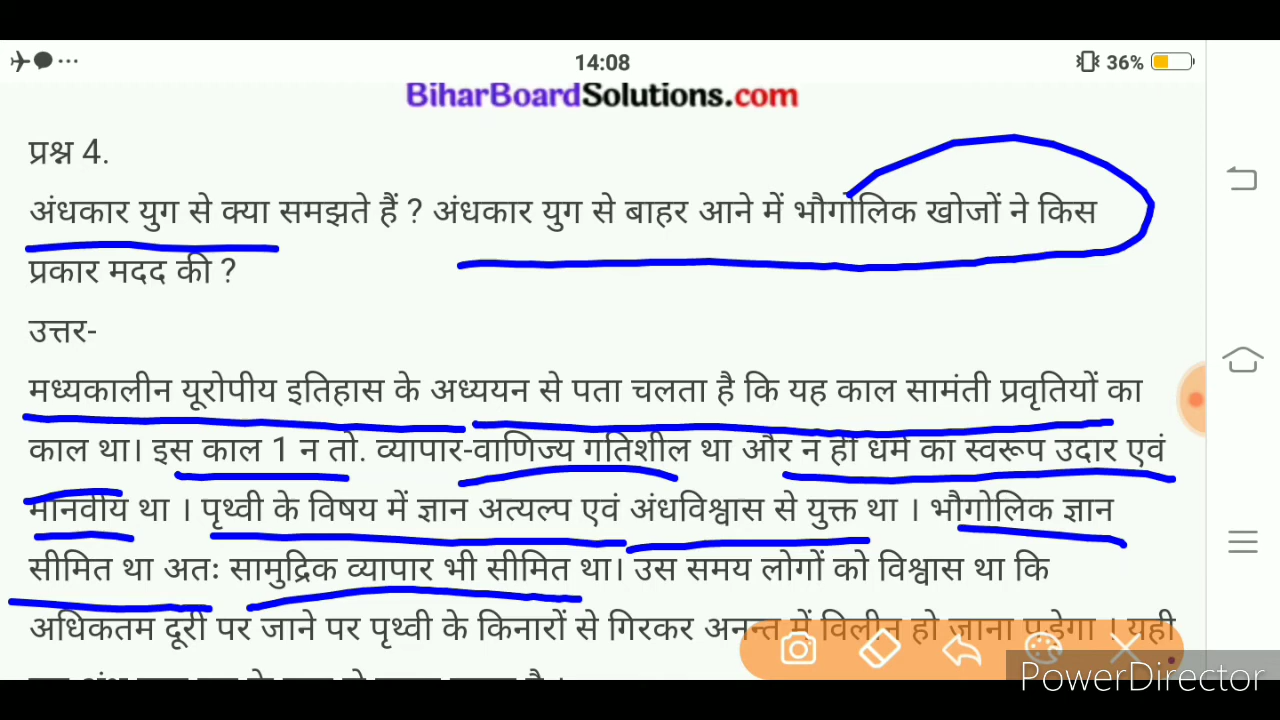 14:08
36%
BiharBoardSolutions.com
प्रश्न 4.
अंधकार युग से क्या समझते हैं ? अंधकार युग से बाहर आने में भौगोलिक खोजों ने किस
प्रकार मदद की ?
उत्तर-
मध्यकालीन यूरोपीय इतिहास के अध्ययन से पता चलता है कि यह काल सामंती प्रवृतियों का
काल था। इस काल 1 न तो. व्यापार-वाणिज्य गतिशील था और न ही धर्म का स्वरूप उदार एवं
मानवीय था । पृथ्वी के विषय में ज्ञान अत्यल्प एवं अंधविश्वास से युक्त था । भौगोलिक ज्ञान
सीमित था अतः सामुद्रिक व्यापार भी सीमित था। उस समय लोगों को विश्वास था कि
अधिकतम दूरी पर जाने पर पृथ्वी के किनारों से गिरकर अनन्त में विलीन हो जाना पड़ेगा । यही
PowerDirector